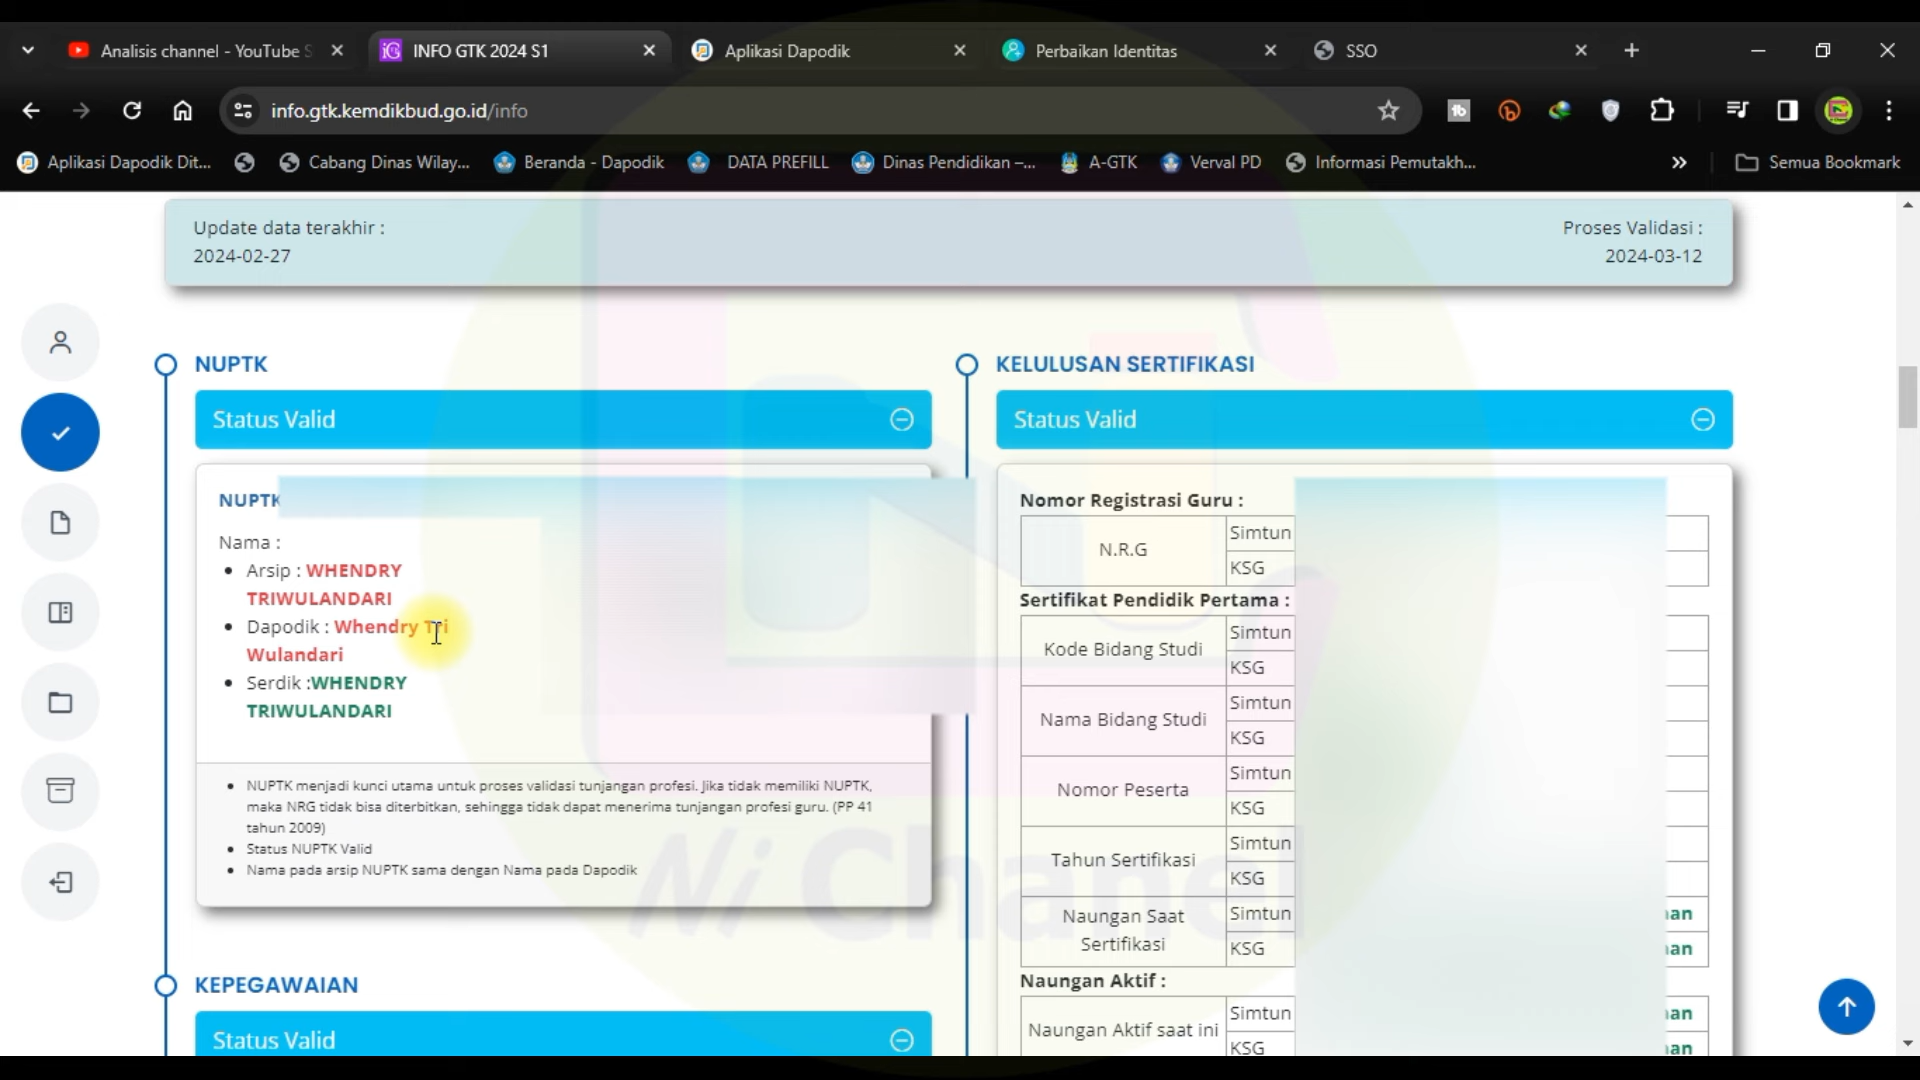 Analisis channel - YouTube S
INFO GTK 2024 S1
Aplikasi Dapodik
Perbaikan Identitas
SSO
info.gtk.kemdikbud.go.id/info
Aplikasi Dapodik Dit...
Cabang Dinas Wilay...
Beranda - Dapodik
DATA PREFILL
Dinas Pendidikan –...
A-GTK
Verval PD
Informasi Pemutakh...
Semua Bookmark
Update data terakhir :
2024-02-27
Proses Validasi :
2024-03-12
NUPTK
Status Valid
NUPTK
Nama :
Arsip : WHENDRY
TRIWULANDARI
Dapodik : Whendry Tri
Wulandari
Serdik :WHENDRY
TRIWULANDARI
NUPTK menjadi kunci utama untuk proses validasi tunjangan profesi. Jika tidak memiliki NUPTK,
maka NRG tidak bisa diterbitkan, sehingga tidak dapat menerima tunjangan profesi guru. (PP 41
tahun 2009)
Status NUPTK Valid
Nama pada arsip NUPTK sama dengan Nama pada Dapodik
KEPEGAWAIAN
Status Valid
KELULUSAN SERTIFIKASI
Status Valid
Nomor Registrasi Guru :
N.R.G
Simtun
KSG
Sertifikat Pendidik Pertama :
Kode Bidang Studi
Simtun
KSG
Nama Bidang Studi
Simtun
KSG
Nomor Peserta
Simtun
KSG
Tahun Sertifikasi
Simtun
KSG
Naungan Saat
Sertifikasi
Simtun
KSG
an
an
Naungan Aktif :
Naungan Aktif saat ini
Simtun
KSG
an
an
Ni Chanel